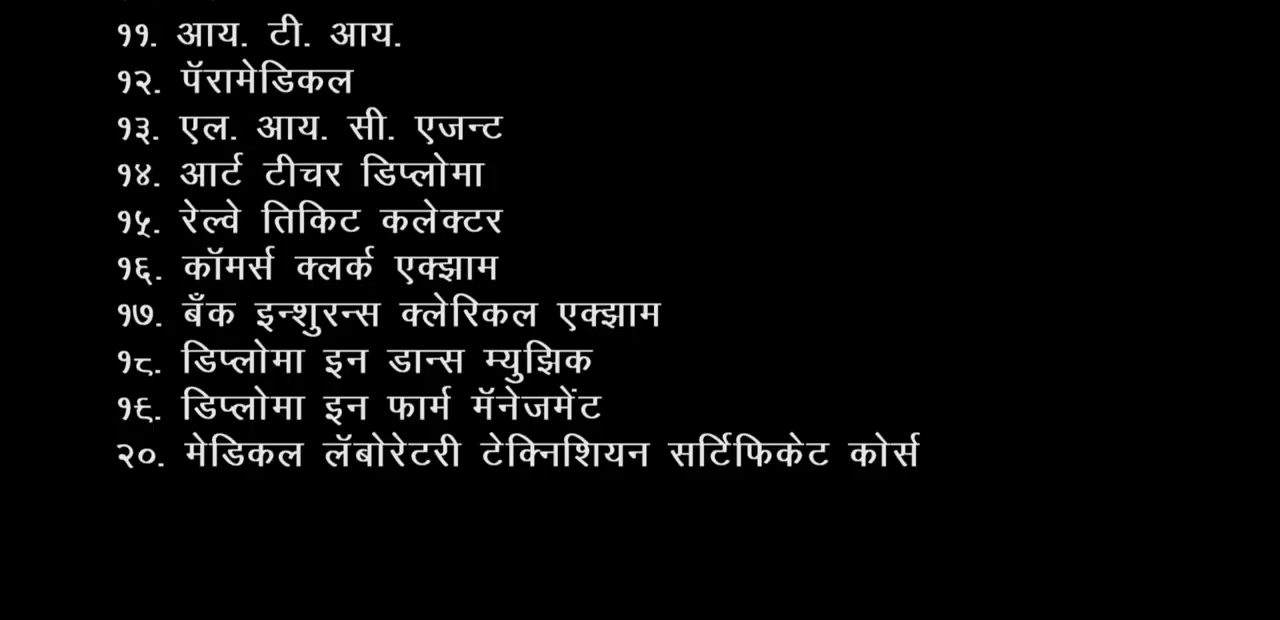 ११. आय. टी. आय.
१२. पॅरामेडिकल
१३. एल. आय. सी. एजन्ट
१४. आर्ट टीचर डिप्लोमा
१५. रेल्वे तिकिट कलेक्टर
१६. कॉमर्स क्लर्क एक्झाम
१७. बँक इन्शुरन्स क्लेरिकल एक्झाम
१८. डिप्लोमा इन डान्स म्युझिक
१९. डिप्लोमा इन फार्म मॅनेजमेंट
२०. मेडिकल लॅबोरेटरी टेक्निशियन सर्टिफिकेट कोर्स